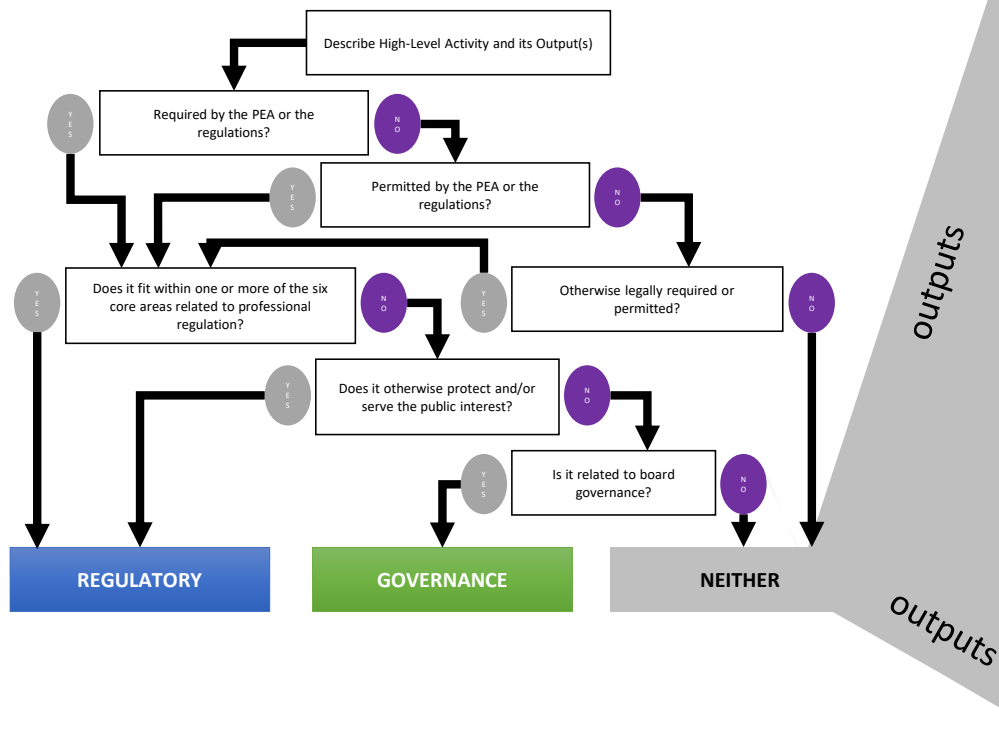 Describe High-Level Activity and its Output(s)
YES
Required by the PEA or the
regulations?
NO
YES
Permitted by the PEA or the
regulations?
NO
YES
Does it fit within one or more of the six
core areas related to professional
regulation?
NO
YES
Otherwise legally required or
permitted?
NO
outputs
YES
Does it otherwise protect and/or
serve the public interest?
NO
YES
Is it related to board
governance?
NO
REGULATORY
GOVERNANCE
NEITHER
outputs